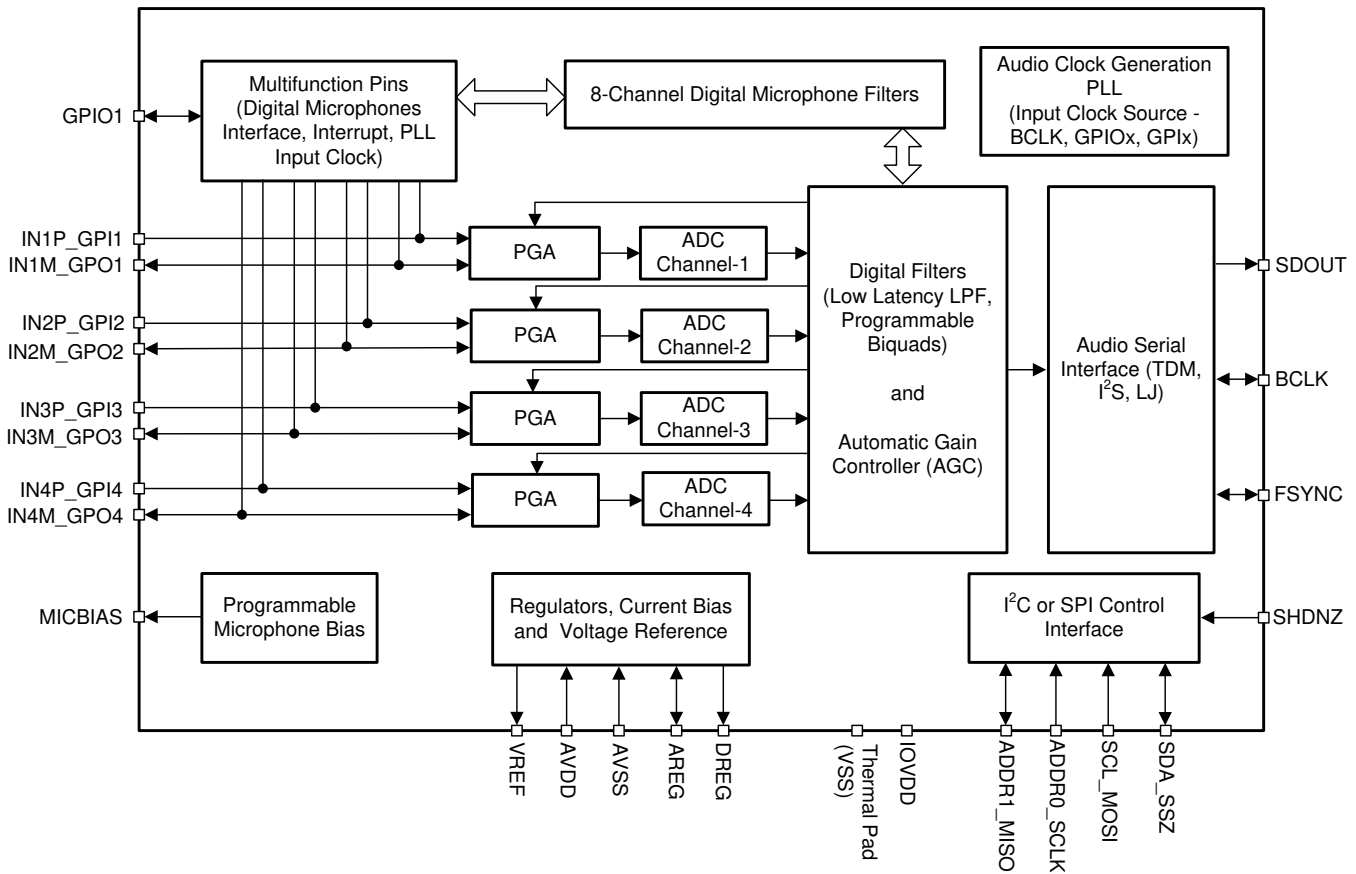 Multifunction Pins
(Digital Microphones
Interface, Interrupt, PLL
Input Clock)
8-Channel Digital Microphone Filters
Audio Clock Generation
PLL
(Input Clock Source -
BCLK, GPIOx, GPIx)
GPIO1
IN1P_GPI1
IN1M_GPO1
IN2P_GPI2
IN2M_GPO2
IN3P_GPI3
IN3M_GPO3
IN4P_GPI4
IN4M_GPO4
MICBIAS
PGA
ADC
Channel-1
PGA
ADC
Channel-2
PGA
ADC
Channel-3
PGA
ADC
Channel-4
Digital Filters
(Low Latency LPF,
Programmable
Biquads)
and
Automatic Gain
Controller (AGC)
Audio Serial
Interface (TDM,
I²S, LJ)
SDOUT
BCLK
FSYNC
SHDNZ
Programmable
Microphone Bias
Regulators, Current Bias
and Voltage Reference
I²C or SPI Control
Interface
VREF
AVDD
AVSS
AREG
DREG
Thermal Pad
(VSS)
IOVDD
ADDR1_MISO
ADDR0_SCLK
SCL_MOSI
SDA_SSZ